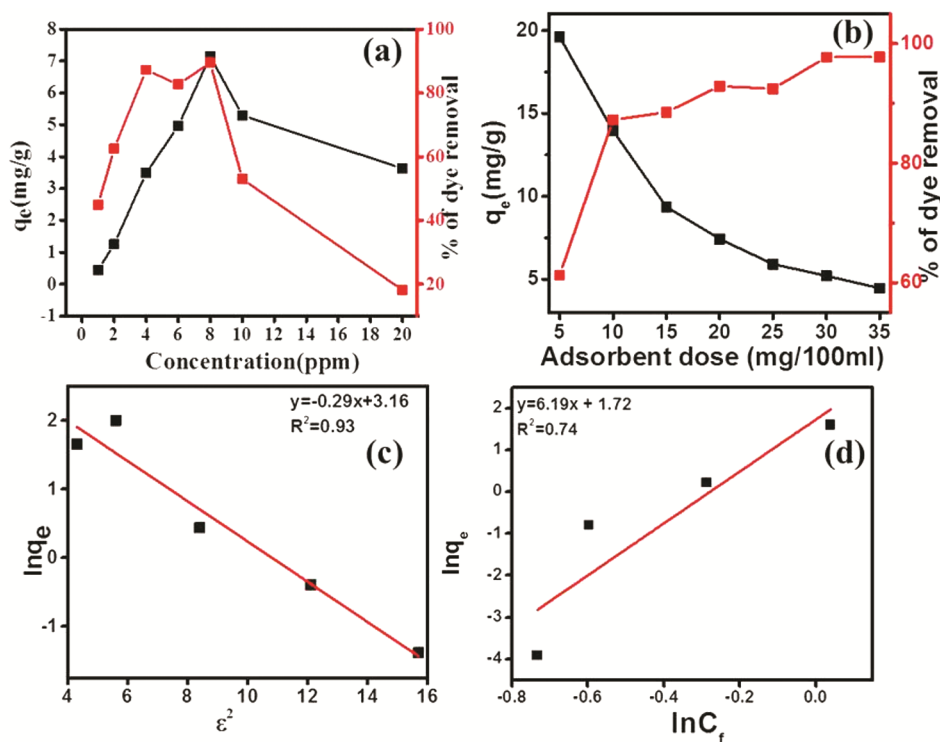 (a)
8
7
6
5
4
3
2
1
0
-1
qe(mg/g)
100
80
60
40
20
% of dye removal
0 2 4 6 8 10 12 14 16 18 20
Concentration(ppm)
(b)
20
15
10
5
qe(mg/g)
100
80
60
% of dye removal
5 10 15 20 25 30 35
Adsorbent dose (mg/100ml)
y=-0.29x+3.16
R²=0.93
(c)
2
1
0
-1
lnqe
4 6 8 10 12 14 16
ε²
y=6.19x + 1.72
R²=0.74
(d)
2
1
0
-1
-2
-3
-4
lnqe
-0.8 -0.6 -0.4 -0.2 0.0
lnCf